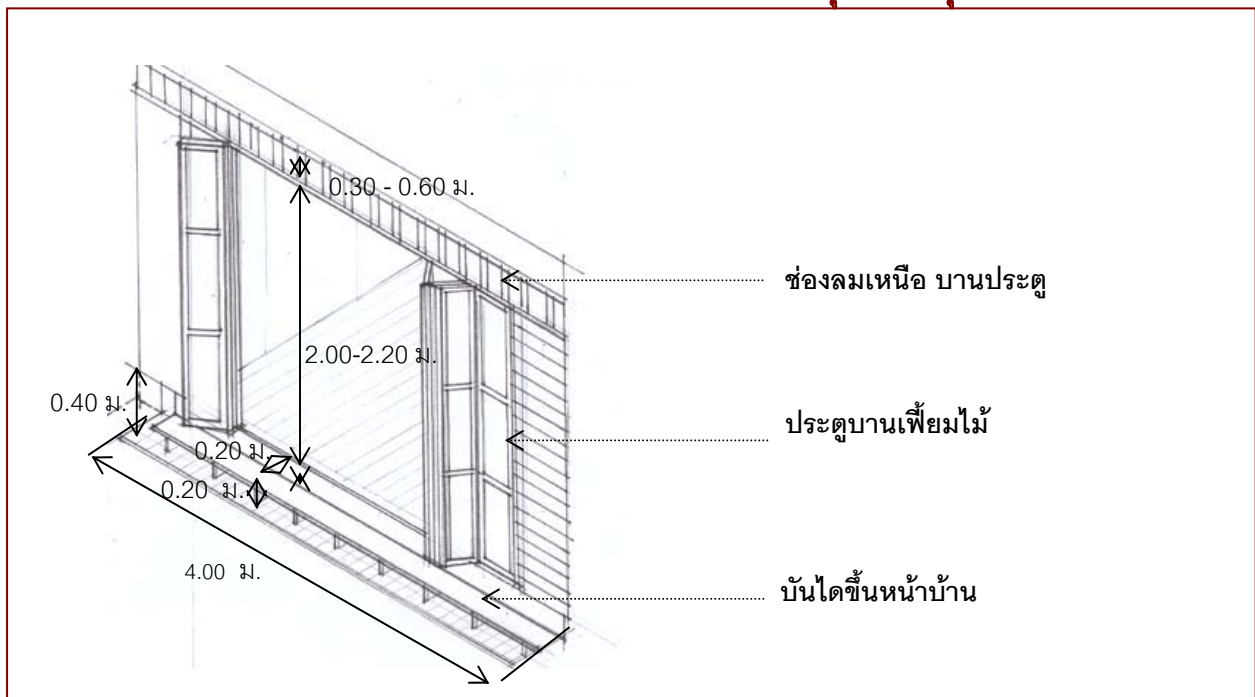 0.30 - 0.60 ม.
ช่องลมเหนือ บานประตู
2.00-2.20 ม.
0.40 ม.
ประตูบานเฟี้ยมไม้
0.20 ม.
0.20 ม.
4.00 ม.
บันไดขึ้นหน้าบ้าน